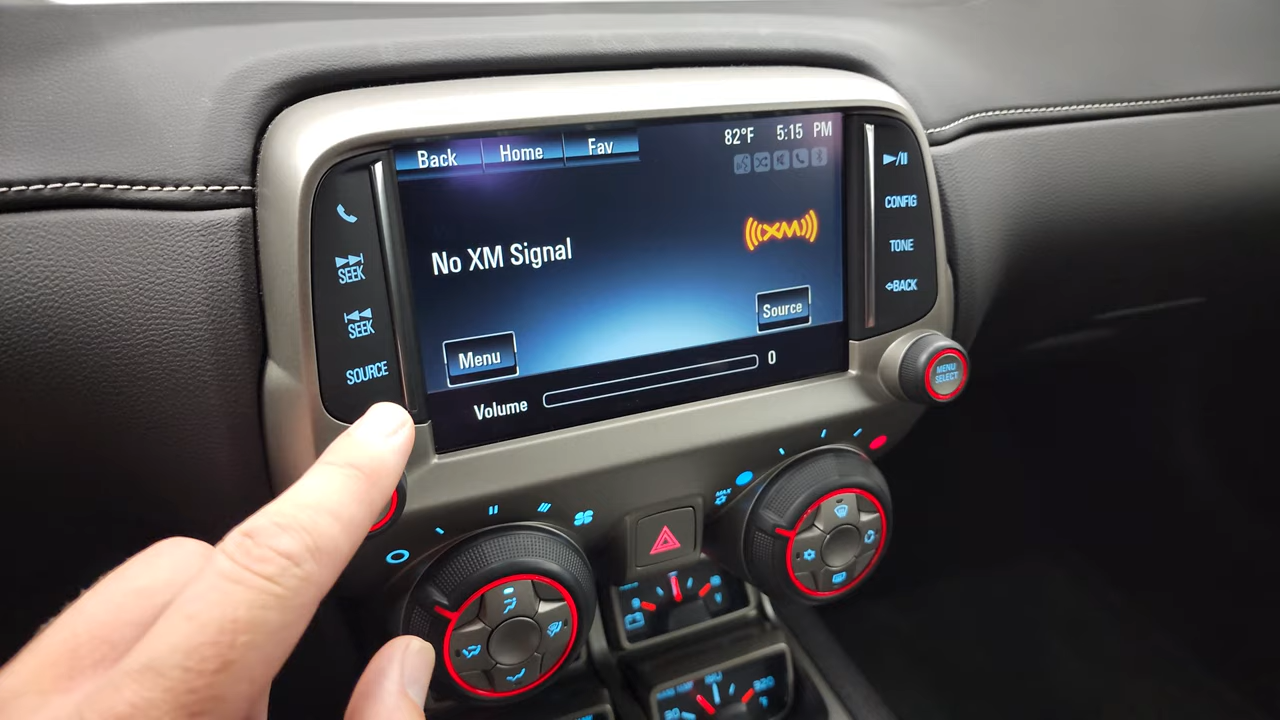 Back Home Fav
82°F 5:15 PM
XM
No XM Signal
Menu
Source
Volume 0
SEEK
SEEK
SOURCE
CONFIG
TONE
BACK
MENU
SELECT
MAX